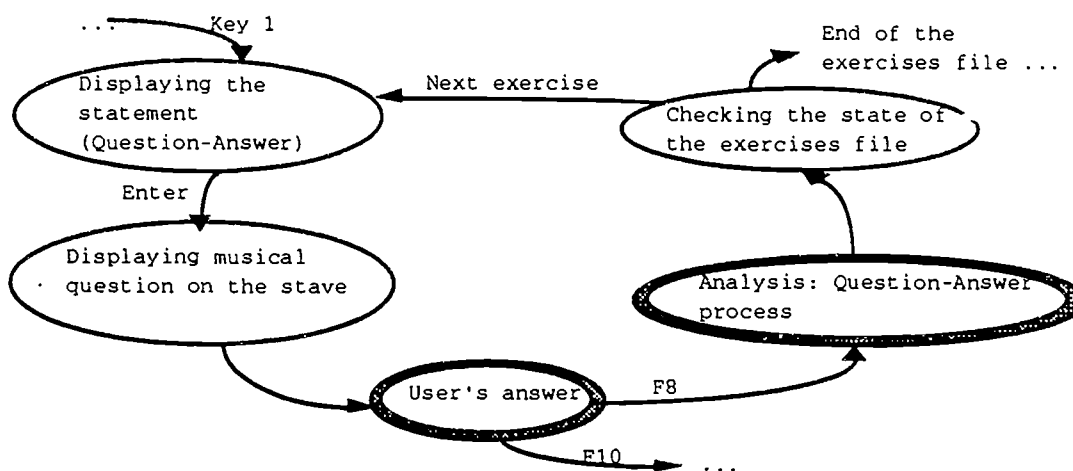 ... Key 1
Displaying the
statement
(Question-Answer)
Next exercise
End of the
exercises file ...
Checking the state of
the exercises file
Enter
Displaying musical
question on the stave
Analysis: Question-Answer
process
User's answer
F8
F10
...